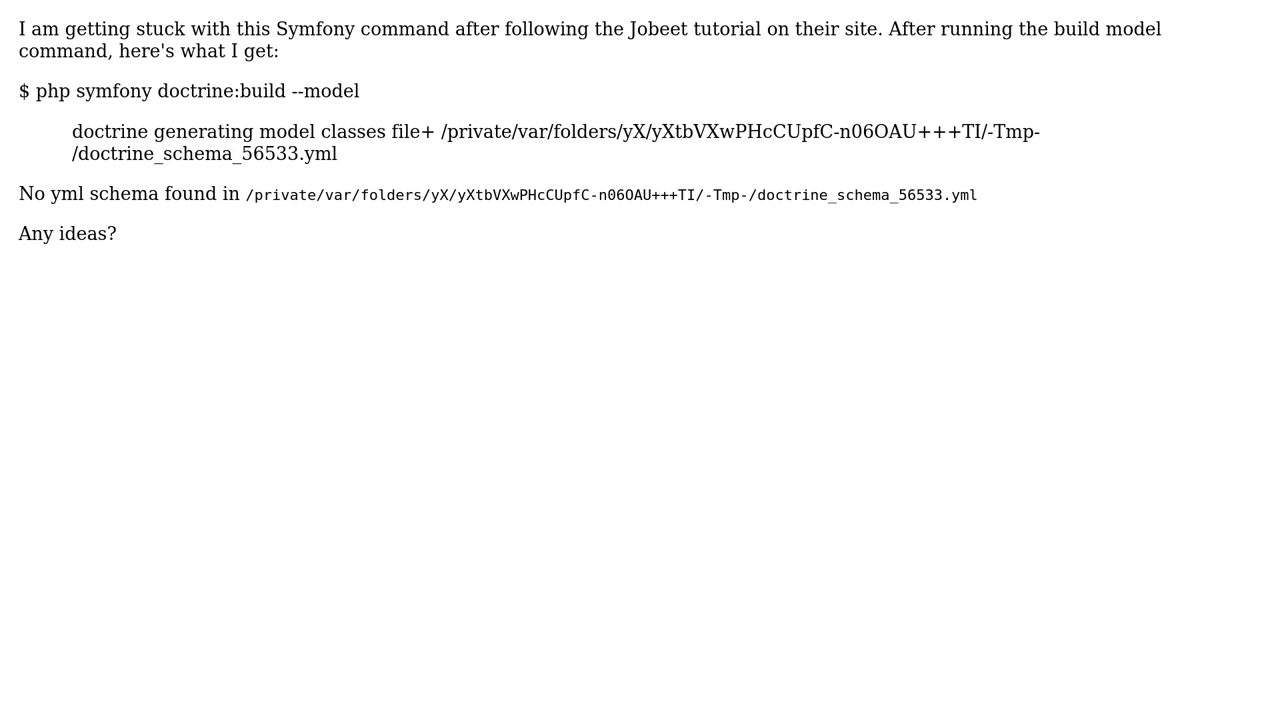 I am getting stuck with this Symfony command after following the Jobeet tutorial on their site. After running the build model
command, here's what I get:
$ php symfony doctrine:build --model
doctrine generating model classes file+ /private/var/folders/yX/yXtbVXwPHcCUpfC-n06OAU+++TI/-Tmp-
/doctrine_schema_56533.yml
No yml schema found in /private/var/folders/yX/yXtbVXwPHcCUpfC-n06OAU+++TI/-Tmp-/doctrine_schema_56533.yml
Any ideas?